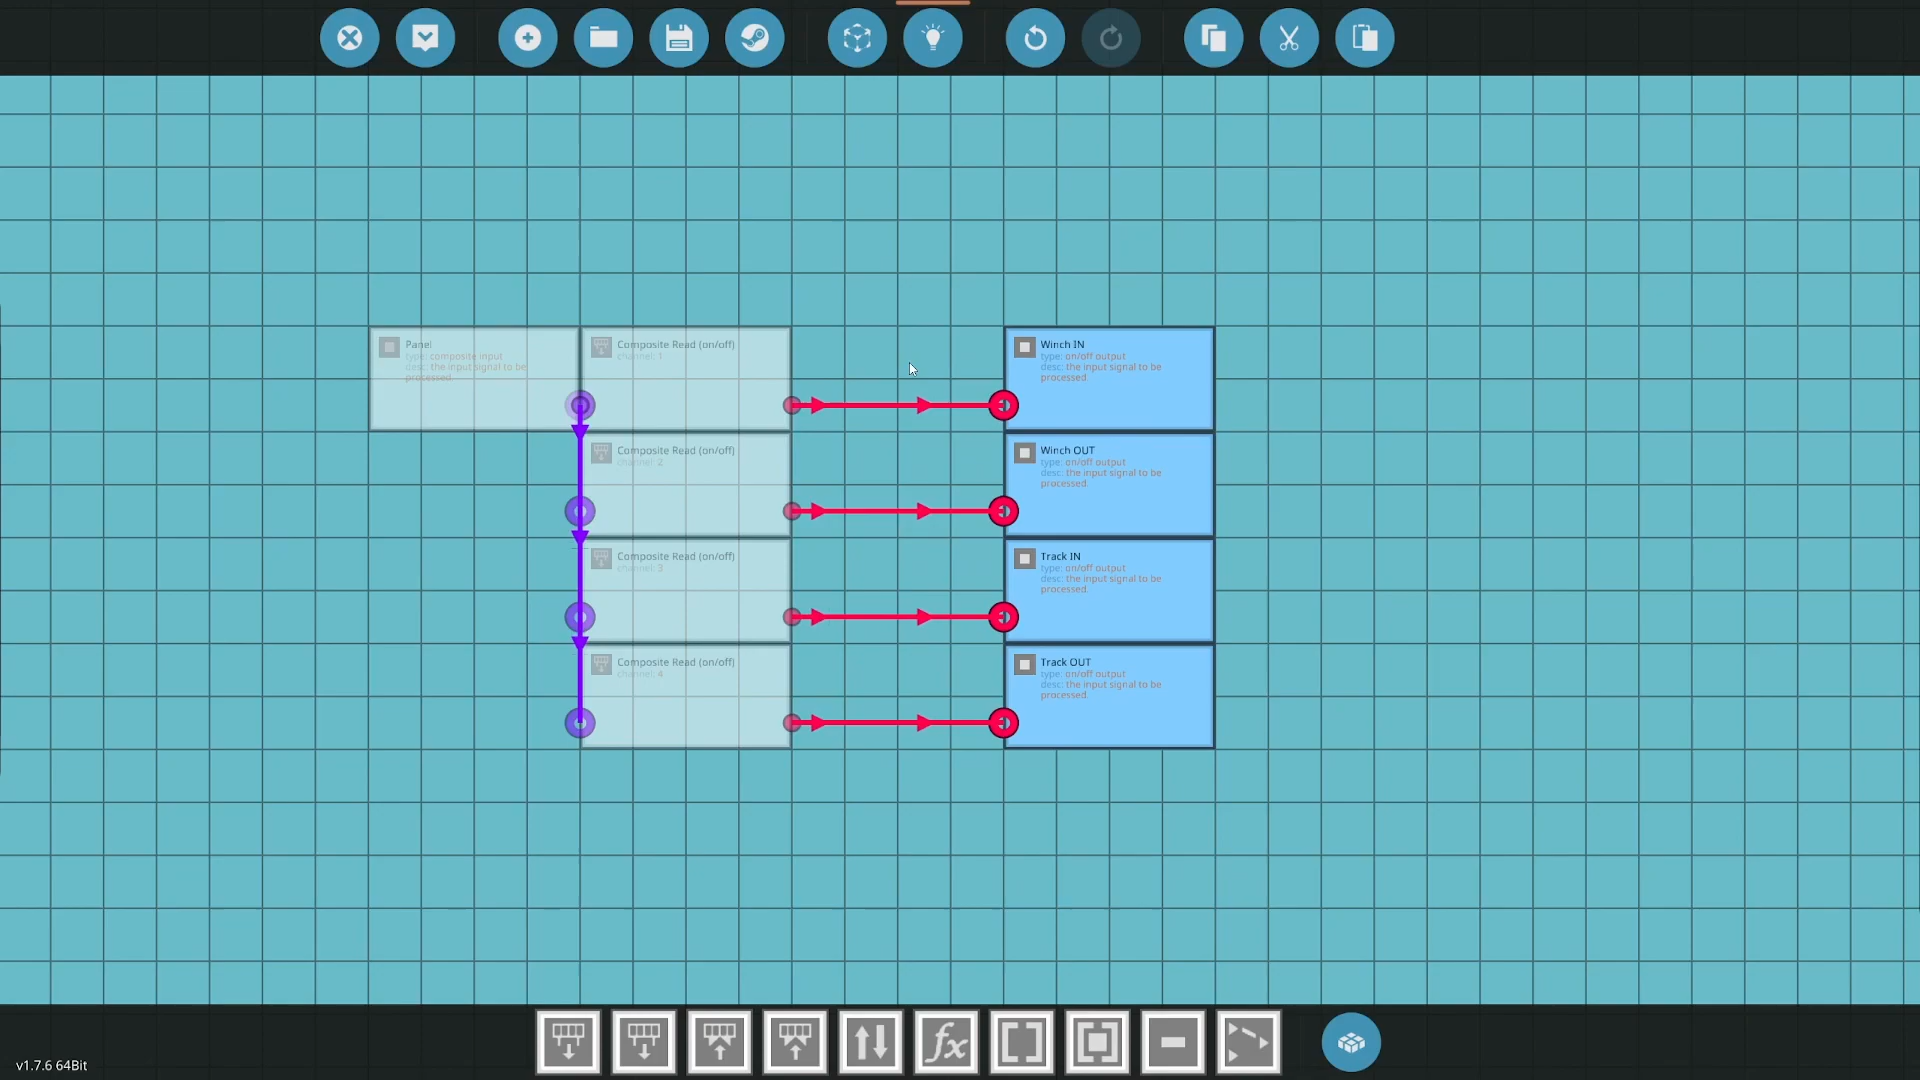 Panel
type: composite input
desc: the input signal to be
processed.
Composite Read (on/off)
channel: 1
Winch IN
type: on/off output
desc: the input signal to be
processed.
Composite Read (on/off)
channel: 2
Winch OUT
type: on/off output
desc: the input signal to be
processed.
Composite Read (on/off)
channel: 3
Track IN
type: on/off output
desc: the input signal to be
processed.
Composite Read (on/off)
channel: 4
Track OUT
type: on/off output
desc: the input signal to be
processed.
fx
v1.7.6 64Bit